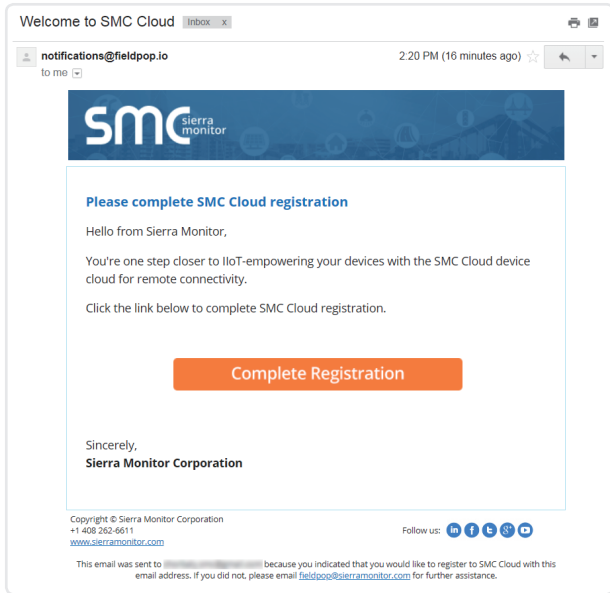 Welcome to SMC Cloud Inbox x
notifications@fieldpop.io 2:20 PM (16 minutes ago)
to me
smc sierra
monitor
Please complete SMC Cloud registration
Hello from Sierra Monitor,
You're one step closer to IIoT-empowering your devices with the SMC Cloud device
cloud for remote connectivity.
Click the link below to complete SMC Cloud registration.
Complete Registration
Sincerely,
Sierra Monitor Corporation
Copyright © Sierra Monitor Corporation
+1 408 262-6611
www.sierramonitor.com
Follow us: in f t g+
This email was sent to because you indicated that you would like to register to SMC Cloud with this
email address. If you did not, please email fieldpop@sierramonitor.com for further assistance.